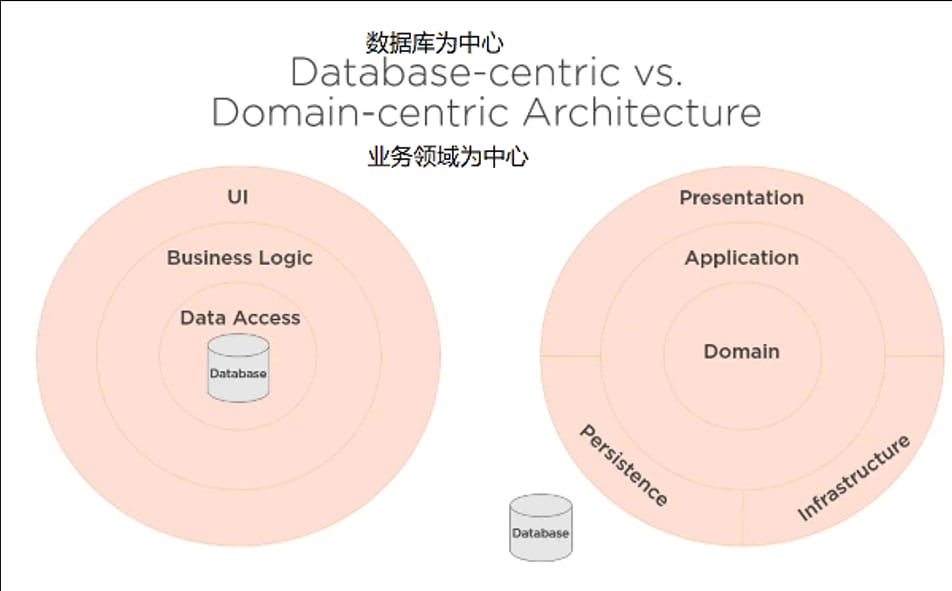 数据库为中心
Database-centric vs.
Domain-centric Architecture
业务领域为中心
UI
Business Logic
Data Access
Database
Presentation
Application
Domain
Persistence
Infrastructure
Database